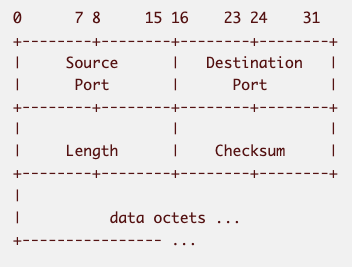 0      7 8     15 16    23 24      31
+--------+--------+--------+--------+
|     Source      |   Destination   |
|      Port       |      Port       |
+--------+--------+--------+--------+
|                 |                 |
|     Length      |    Checksum     |
+--------+--------+--------+--------+
|
|          data octets ...
+---------------- ...